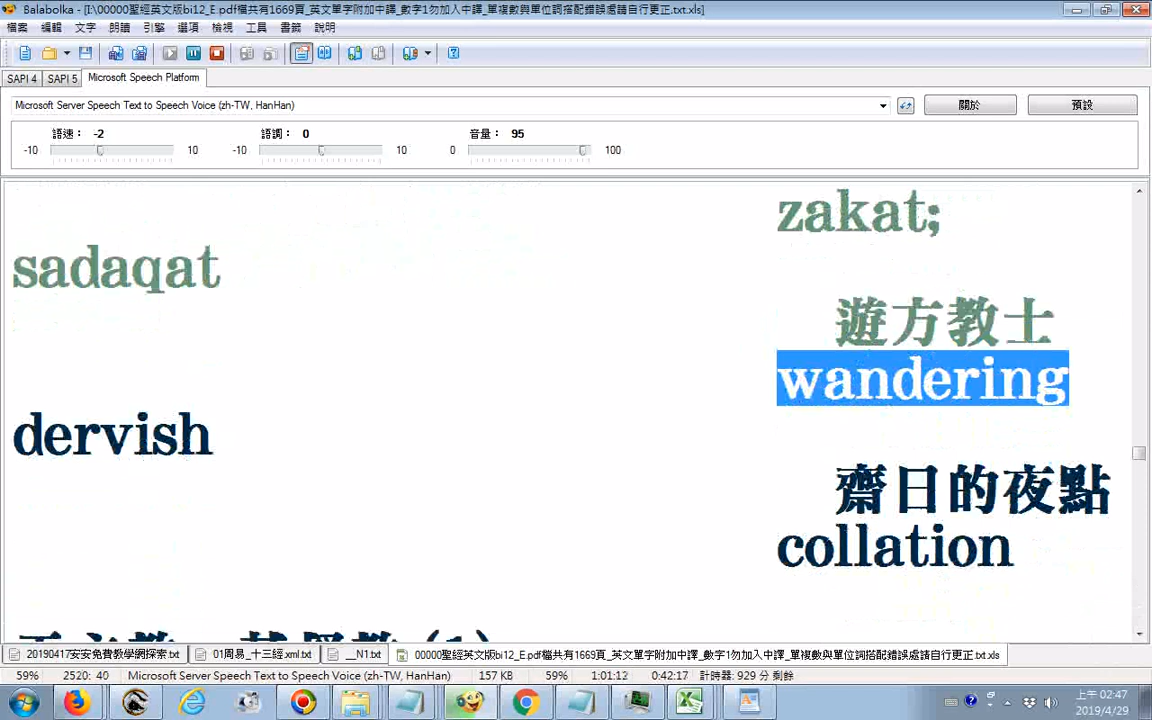 Balabolka - [I:\00000聖經英文版bi12_E.pdf檔共有1669頁_英文單字附加中譯_數字1勿加入中譯_單複數與單位詞搭配錯誤處請自行更正.txt.xls]
檔案 編輯 文字 朗讀 引擎 選項 檢視 工具 書籤 說明
SAPI 4 SAPI 5 Microsoft Speech Platform
Microsoft Server Speech Text to Speech Voice (zh-TW, HanHan) 關於 預設
語速： -2 語調： 0 音量： 95
-10 10 -10 10 0 100
zakat;
sadaqat
遊方教士
wandering
dervish
齋日的夜點
collation
20190417安安免費教學網探索.txt 01周易_十三經.xml.txt __N1.txt 00000聖經英文版bi12_E.pdf檔共有1669頁_英文單字附加中譯_數字1勿加入中譯_單複數與單位詞搭配錯誤處請自行更正.txt.xls
59% 2520: 40 Microsoft Server Speech Text to Speech Voice (zh-TW, HanHan) 157 KB 59% 1:01:12 0:42:17 計時器: 929 分 剩餘
上午 02:47
2019/4/29